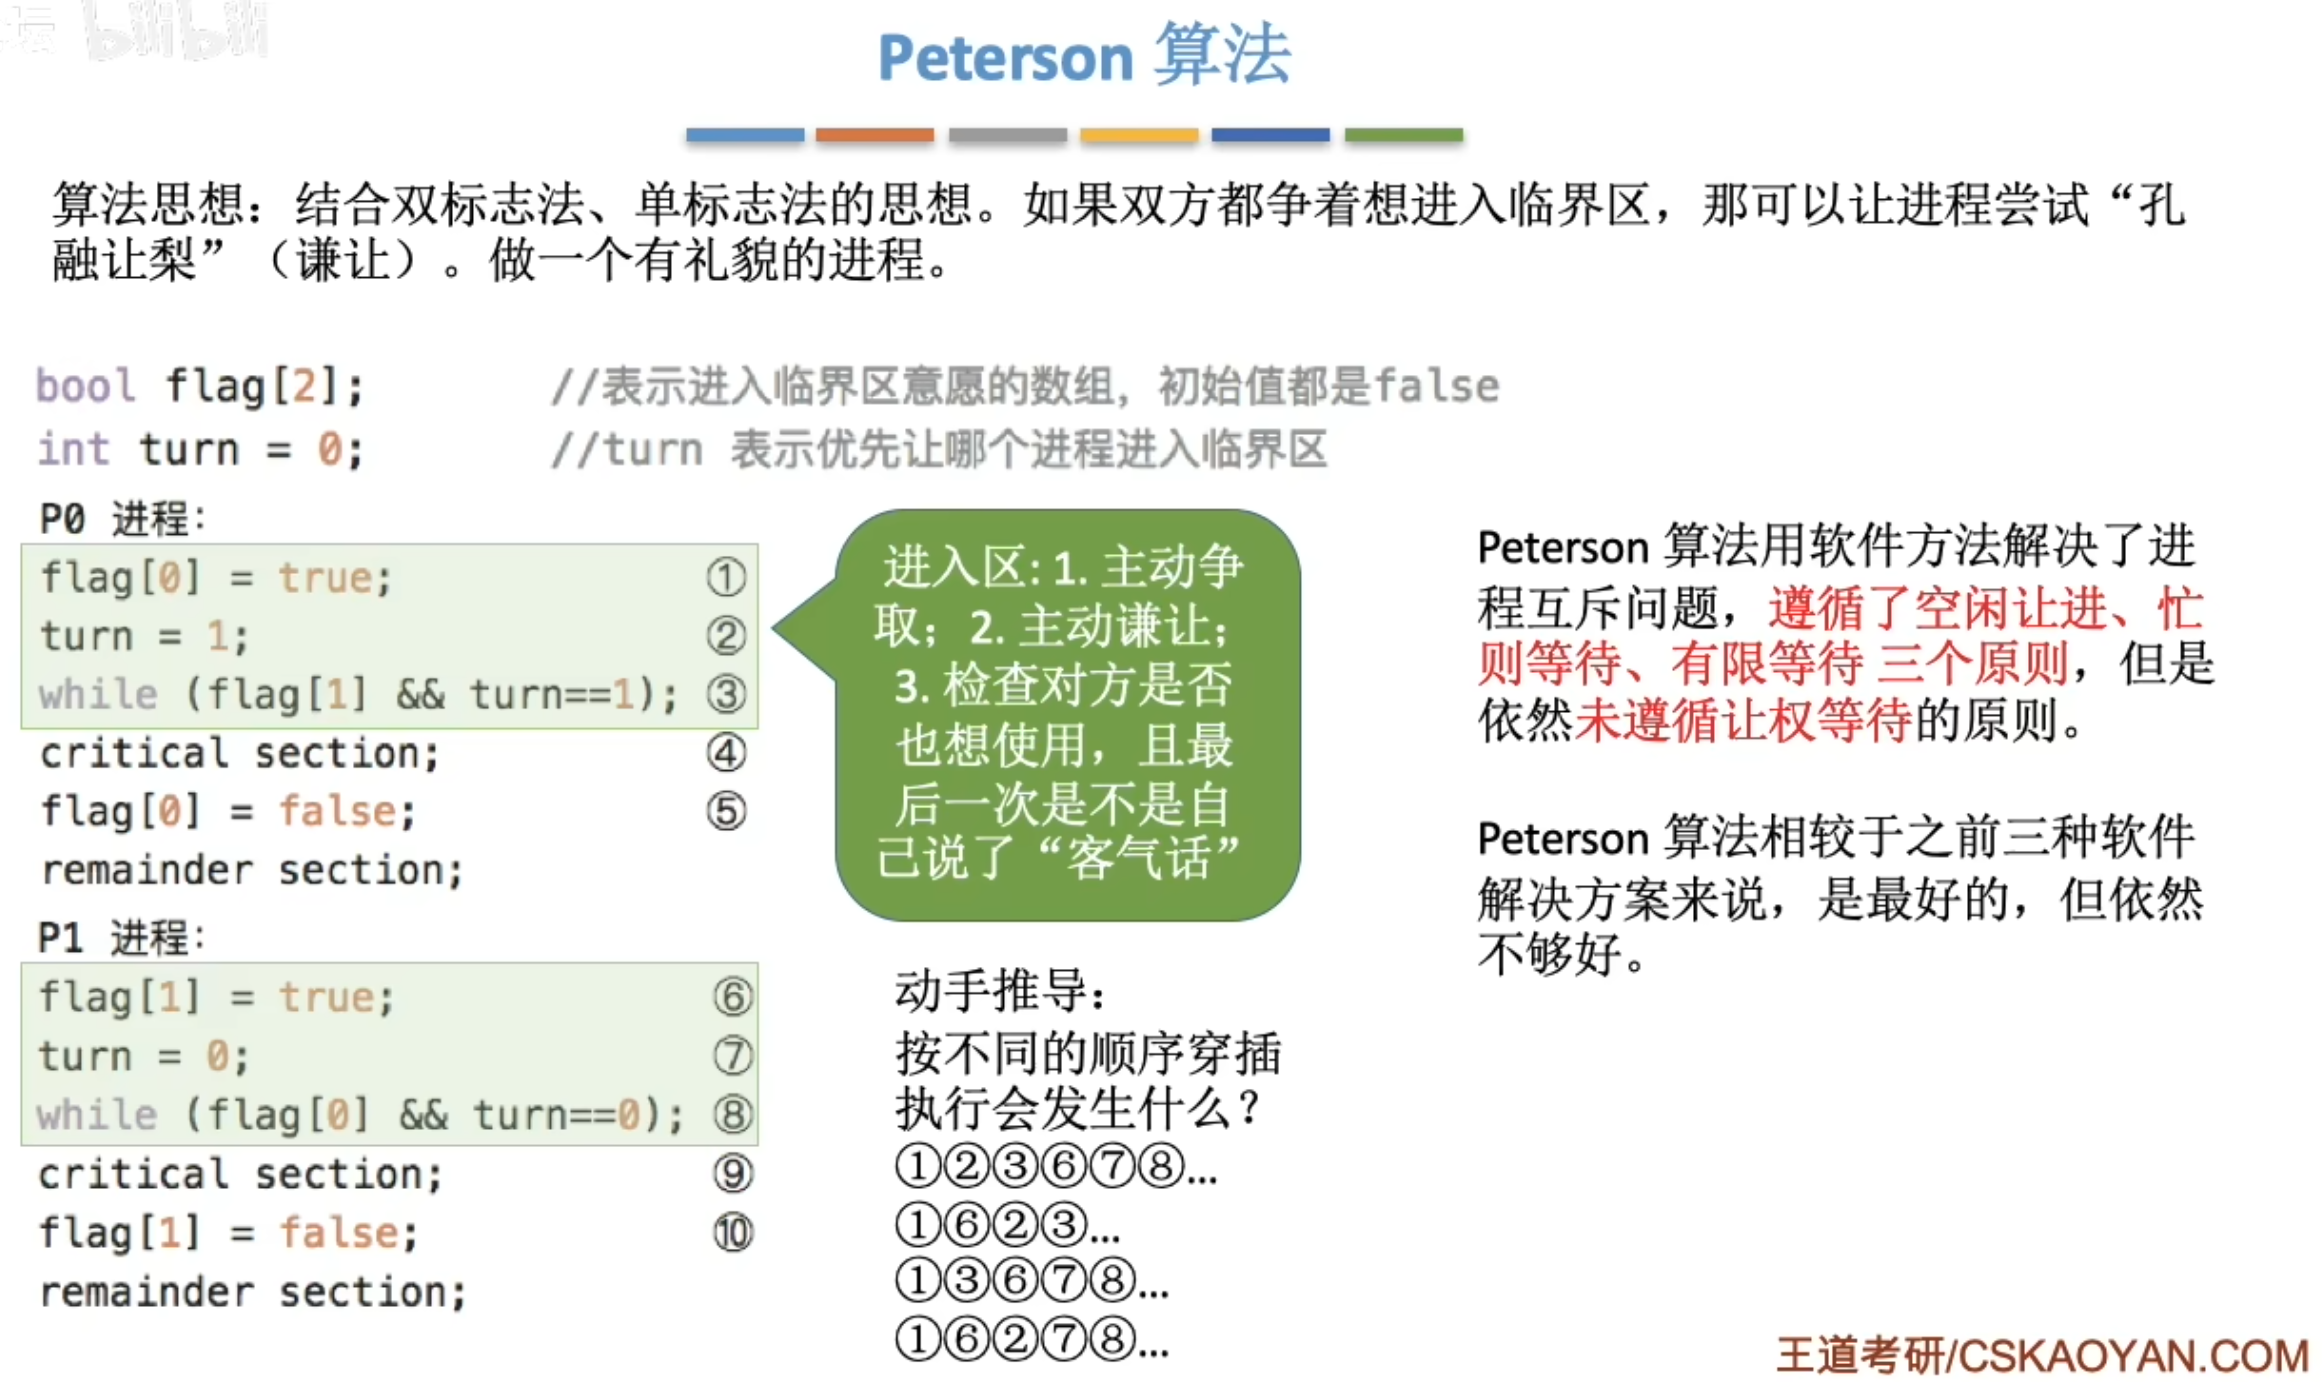 坛 bilibili
Peterson 算法
算法思想：结合双标志法、单标志法的思想。如果双方都争着想进入临界区，那可以让进程尝试“孔
融让梨”（谦让）。做一个有礼貌的进程。
bool flag[2]; //表示进入临界区意愿的数组，初始值都是false
int turn = 0; //turn 表示优先让哪个进程进入临界区
P0 进程：
flag[0] = true; ①
turn = 1; ②
while (flag[1] && turn==1); ③
critical section; ④
flag[0] = false; ⑤
remainder section;
P1 进程：
flag[1] = true; ⑥
turn = 0; ⑦
while (flag[0] && turn==0); ⑧
critical section; ⑨
flag[1] = false; ⑩
remainder section;
进入区：1. 主动争
取；2. 主动谦让；
3. 检查对方是否
也想使用，且最
后一次是不是自
己说了“客气话”
动手推导：
按不同的顺序穿插
执行会发生什么？
①②③⑥⑦⑧…
①⑥②③…
①③⑥⑦⑧…
①⑥②⑦⑧…
Peterson 算法用软件方法解决了进
程互斥问题，遵循了空闲让进、忙
则等待、有限等待 三个原则，但是
依然未遵循让权等待的原则。
Peterson 算法相较于之前三种软件
解决方案来说，是最好的，但依然
不够好。
王道考研/CSKAOYAN.COM